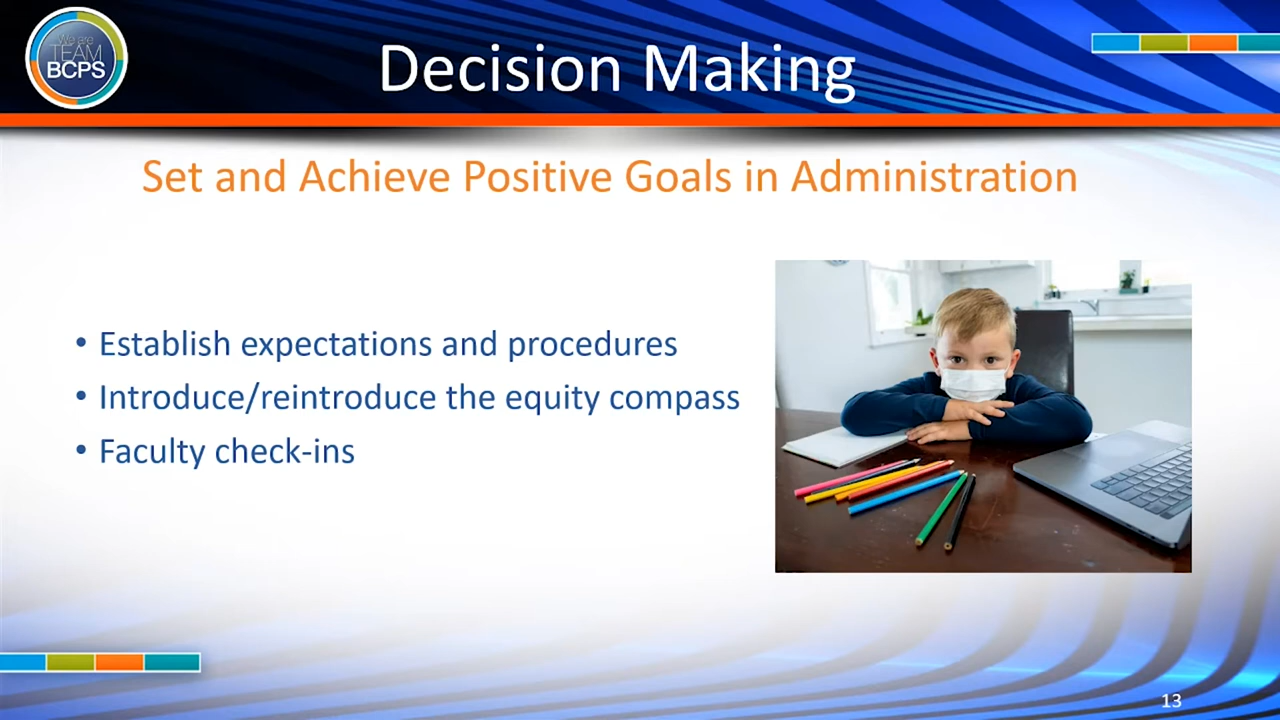 We are
TEAM
BCPS
Decision Making
Set and Achieve Positive Goals in Administration
• Establish expectations and procedures
• Introduce/reintroduce the equity compass
• Faculty check-ins
13